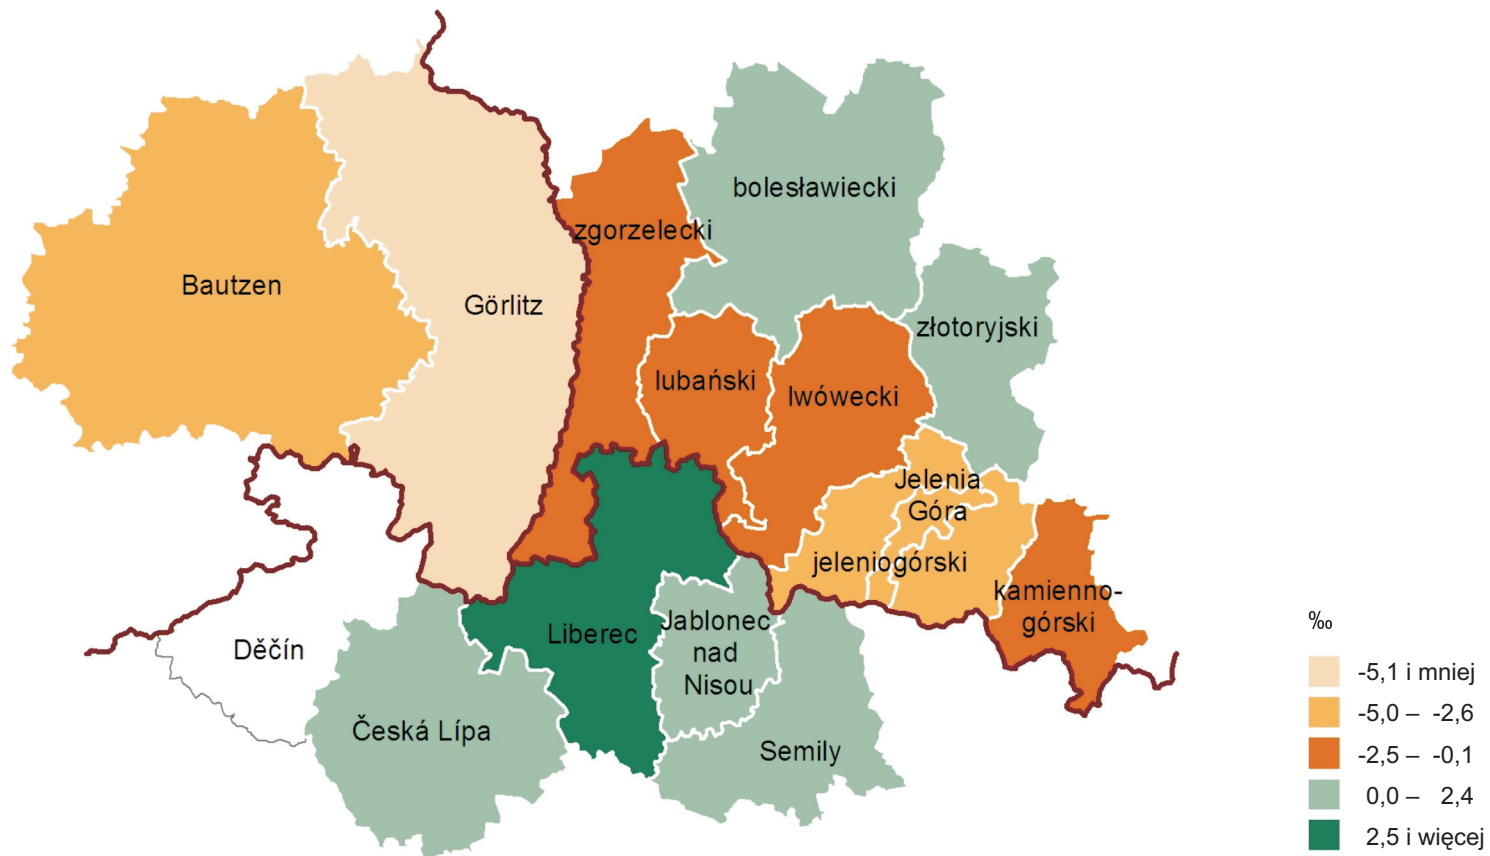 bolesławiecki
zgorzelecki
Bautzen
Görlitz
złotoryjski
lubański
lwówecki
Jelenia
Góra
jeleniogórski
kamienno-
górski
Děčín
Liberec
Jablonec
nad
Nisou
Česká Lípa
Semily
‰
-5,1 i mniej
-5,0 – -2,6
-2,5 – -0,1
0,0 – 2,4
2,5 i więcej